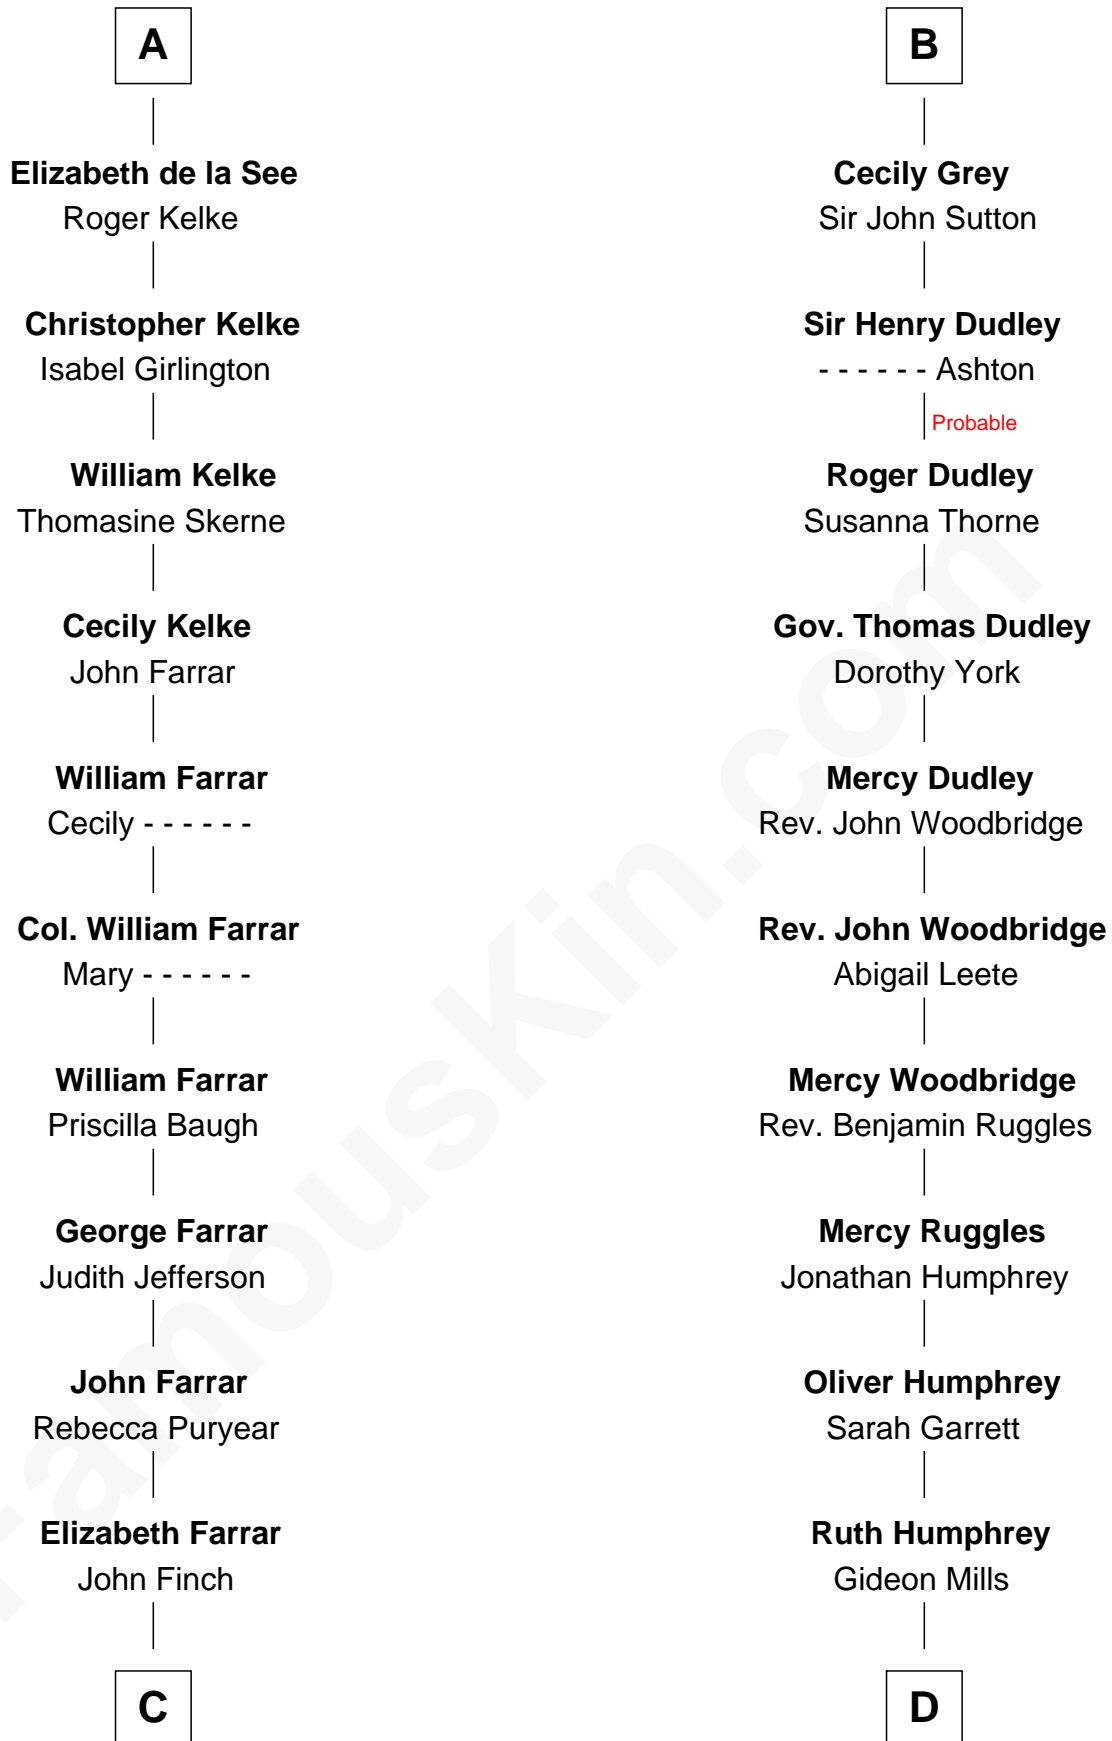 A
Elizabeth de la See
Roger Kelke
Christopher Kelke
Isabel Girlington
William Kelke
Thomasine Skerne
Cecily Kelke
John Farrar
William Farrar
Cecily - - - - - -
Col. William Farrar
Mary - - - - - -
William Farrar
Priscilla Baugh
George Farrar
Judith Jefferson
John Farrar
Rebecca Puryear
Elizabeth Farrar
John Finch
C
B
Cecily Grey
Sir John Sutton
Sir Henry Dudley
- - - - - - Ashton
Probable
Roger Dudley
Susanna Thorne
Gov. Thomas Dudley
Dorothy York
Mercy Dudley
Rev. John Woodbridge
Rev. John Woodbridge
Abigail Leete
Mercy Woodbridge
Rev. Benjamin Ruggles
Mercy Ruggles
Jonathan Humphrey
Oliver Humphrey
Sarah Garrett
Ruth Humphrey
Gideon Mills
D
FamousKin.com